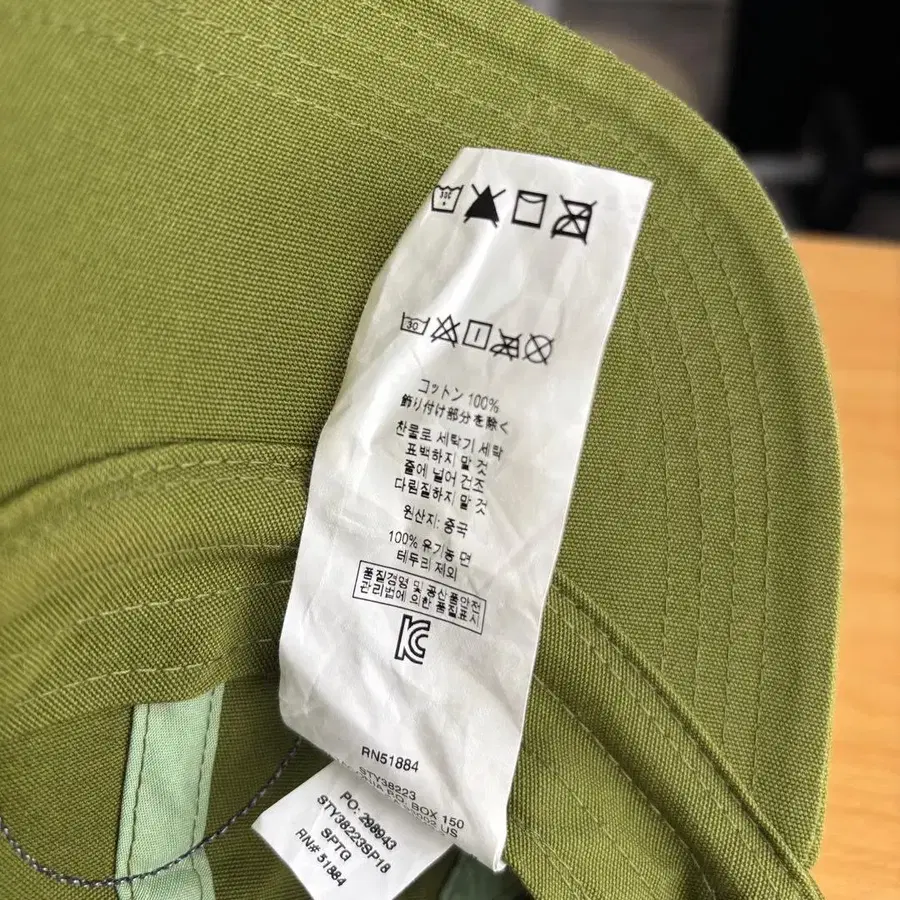 30
コットン 100%
飾り付け部分を除く
찬물로 세탁기 세탁
표백하지 말 것
줄에 널어 건조
다림질하지 말 것
원산지: 중국
100% 유기농 면
테두리 제외
품질경영 및 공산품안전
관리법에 의한 품질표시
RN51884
STY38223
P.O. BOX 150
US
PO: 298943
STY38223SP18
SPTG
RN# 51884